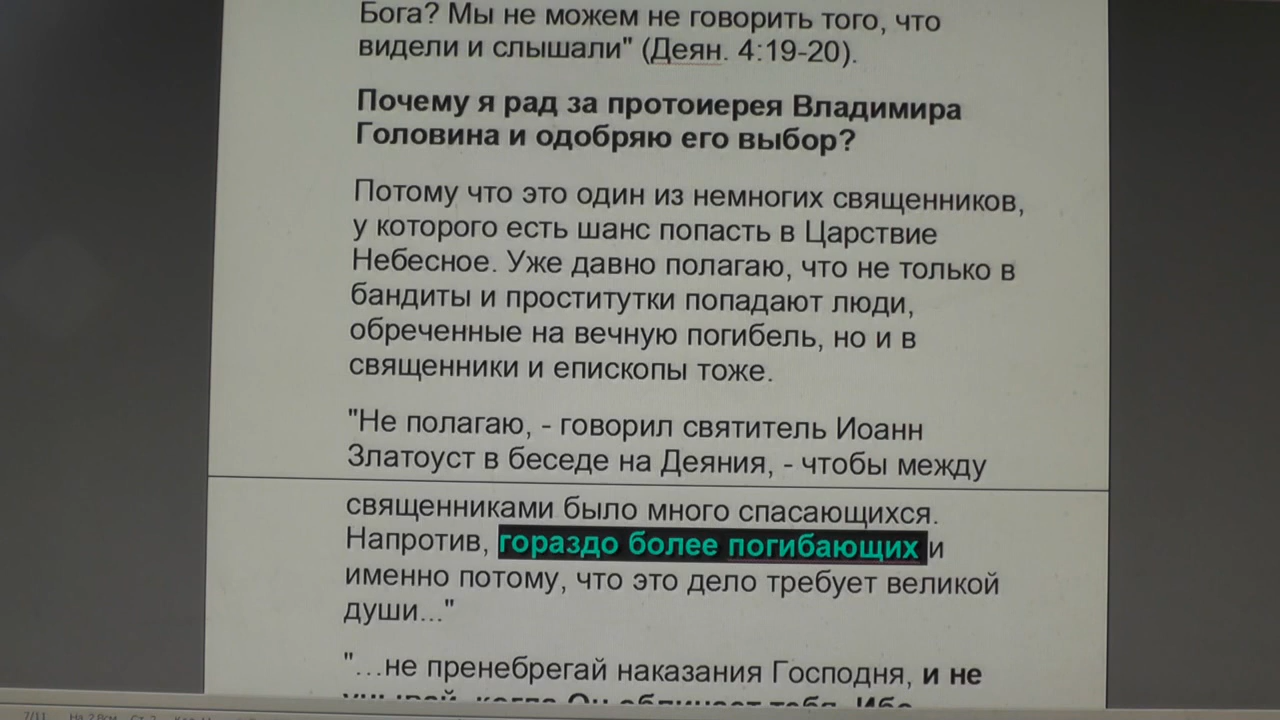 Бога? Мы не можем не говорить того, что
видели и слышали" (Деян. 4:19-20).
Почему я рад за протоиерея Владимира
Головина и одобряю его выбор?
Потому что это один из немногих священников,
у которого есть шанс попасть в Царствие
Небесное. Уже давно полагаю, что не только в
бандиты и проститутки попадают люди,
обреченные на вечную погибель, но и в
священники и епископы тоже.
"Не полагаю, - говорил святитель Иоанн
Златоуст в беседе на Деяния, - чтобы между
священниками было много спасающихся.
Напротив, гораздо более погибающих и
именно потому, что это дело требует великой
души..."
"...не пренебрегай наказания Господня, и не